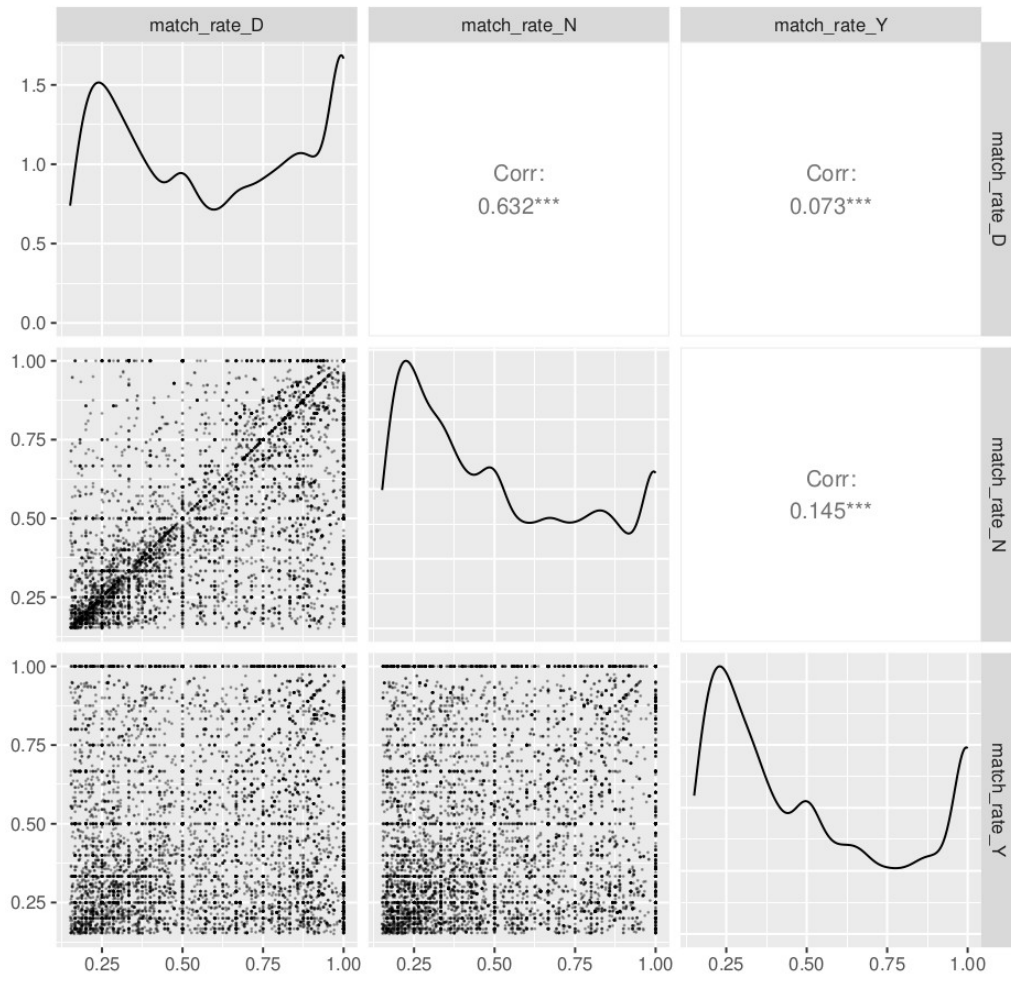 match_rate_D match_rate_N match_rate_Y
1.5
1.0
0.5
0.0
Corr:
0.632***
Corr:
0.073***
match_rate_D
1.00
0.75
0.50
0.25
Corr:
0.145***
match_rate_N
1.00
0.75
0.50
0.25
match_rate_Y
0.25 0.50 0.75 1.00 0.25 0.50 0.75 1.00 0.25 0.50 0.75 1.00